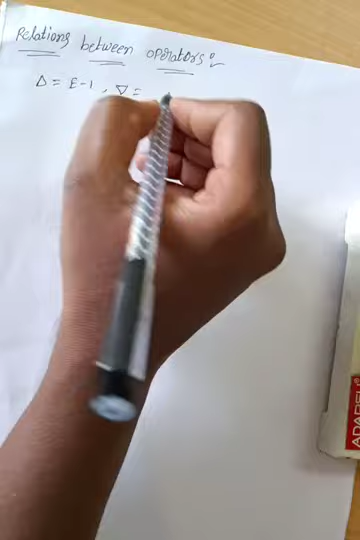 Relations between operators:
Δ = E-1, ∇ =